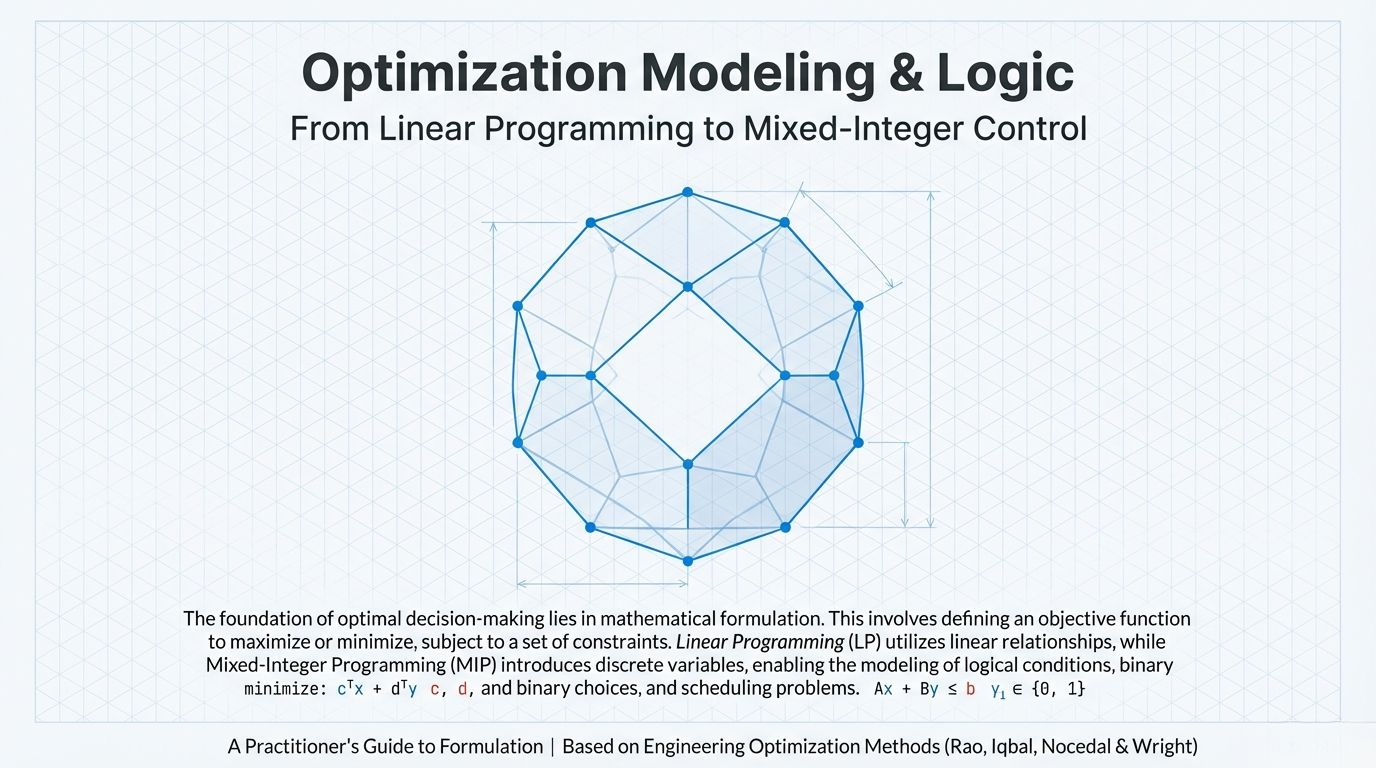 Optimization Modeling & Logic
From Linear Programming to Mixed-Integer Control
The foundation of optimal decision-making lies in mathematical formulation. This involves defining an objective function
to maximize or minimize, subject to a set of constraints. Linear Programming (LP) utilizes linear relationships, while
Mixed-Integer Programming (MIP) introduces discrete variables, enabling the modeling of logical conditions, binary
minimize: cᵀx + dᵀy c, d, and binary choices, and scheduling problems. Ax + By ≤ b y₁ ∈ {0, 1}
A Practitioner's Guide to Formulation | Based on Engineering Optimization Methods (Rao, Iqbal, Nocedal & Wright)